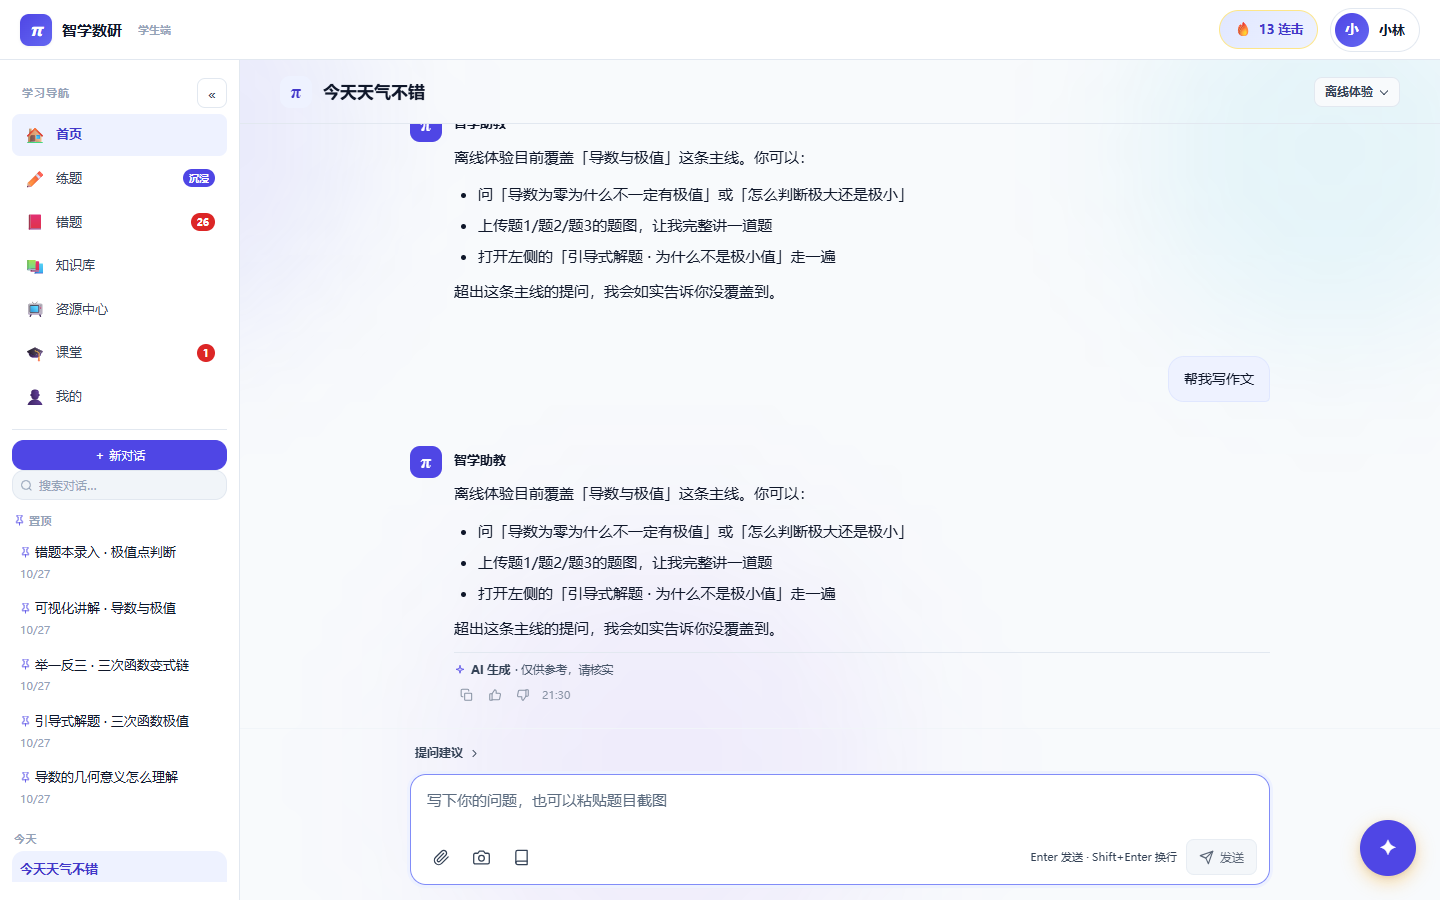 π 智学数研 学生端
13 连击
小 小林
学习导航 «
首页
练题 沉浸
错题 26
知识库
资源中心
课堂 1
我的
+ 新对话
搜索对话...
置顶
错题本录入 · 极值点判断
10/27
可视化讲解 · 导数与极值
10/27
举一反三 · 三次函数变式链
10/27
引导式解题 · 三次函数极值
10/27
导数的几何意义怎么理解
10/27
今天
今天天气不错
π 今天天气不错
离线体验
π 智学助教
离线体验目前覆盖「导数与极值」这条主线。你可以：
• 问「导数为零为什么不一定有极值」或「怎么判断极大还是极小」
• 上传题1/题2/题3的题图，让我完整讲一道题
• 打开左侧的「引导式解题 · 为什么不是极小值」走一遍
超出这条主线的提问，我会如实告诉你没覆盖到。
帮我写作文
π 智学助教
离线体验目前覆盖「导数与极值」这条主线。你可以：
• 问「导数为零为什么不一定有极值」或「怎么判断极大还是极小」
• 上传题1/题2/题3的题图，让我完整讲一道题
• 打开左侧的「引导式解题 · 为什么不是极小值」走一遍
超出这条主线的提问，我会如实告诉你没覆盖到。
AI 生成 · 仅供参考，请核实
21:30
提问建议
写下你的问题，也可以粘贴题目截图
Enter 发送 · Shift+Enter 换行
发送